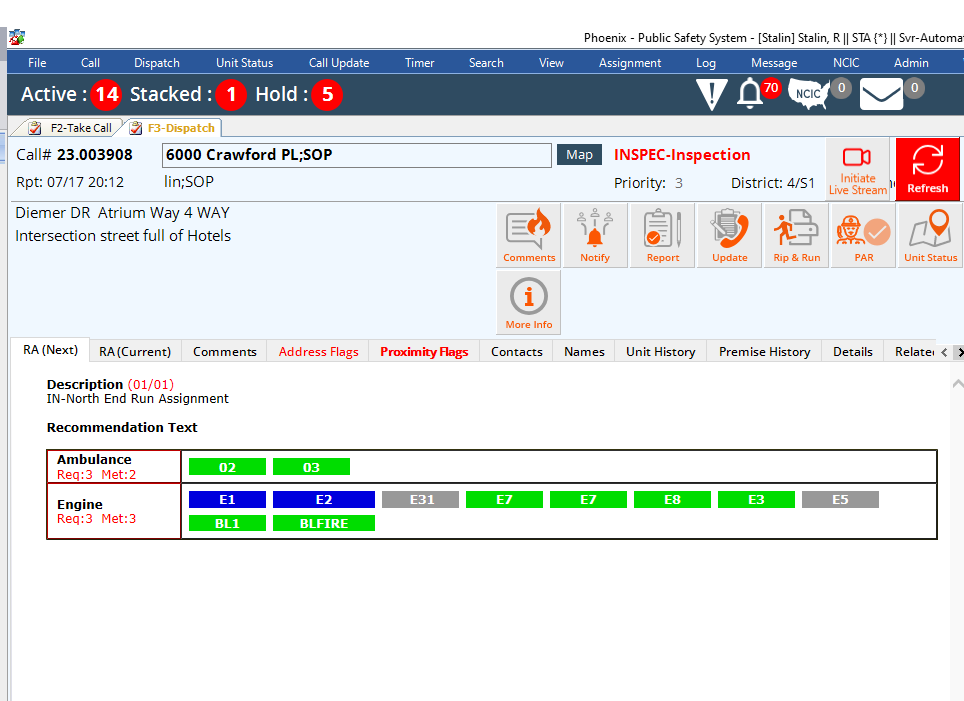 Phoenix - Public Safety System - [Stalin] Stalin, R || STA {*} || Svr-Automa
File Call Dispatch Unit Status Call Update Timer Search View Assignment Log Message NCIC Admin
Active : 14 Stacked : 1 Hold : 5 70 NCIC 0 0
F2-Take Call F3-Dispatch
Call# 23.003908 6000 Crawford PL;SOP Map INSPEC-Inspection
Rpt: 07/17 20:12 lin;SOP Priority: 3 District: 4/S1
Initiate
Live Stream
Refresh
Diemer DR Atrium Way 4 WAY
Intersection street full of Hotels
Comments Notify Report Update Rip & Run PAR Unit Status
More Info
RA (Next) RA (Current) Comments Address Flags Proximity Flags Contacts Names Unit History Premise History Details Relate
Description (01/01)
IN-North End Run Assignment
Recommendation Text
Ambulance
Req:3 Met:2
02 03
Engine
Req:3 Met:3
E1 E2 E31 E7 E7 E8 E3 E5
BL1 BLFIRE